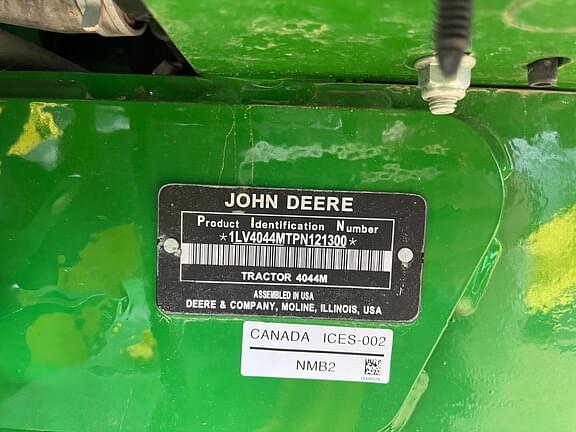 JOHN DEERE
Product Identification Number
*1LV4044MTPN121300*
TRACTOR 4044M
ASSEMBLED IN USA
DEERE & COMPANY, MOLINE, ILLINOIS, USA
CANADA ICES-002
NMB2